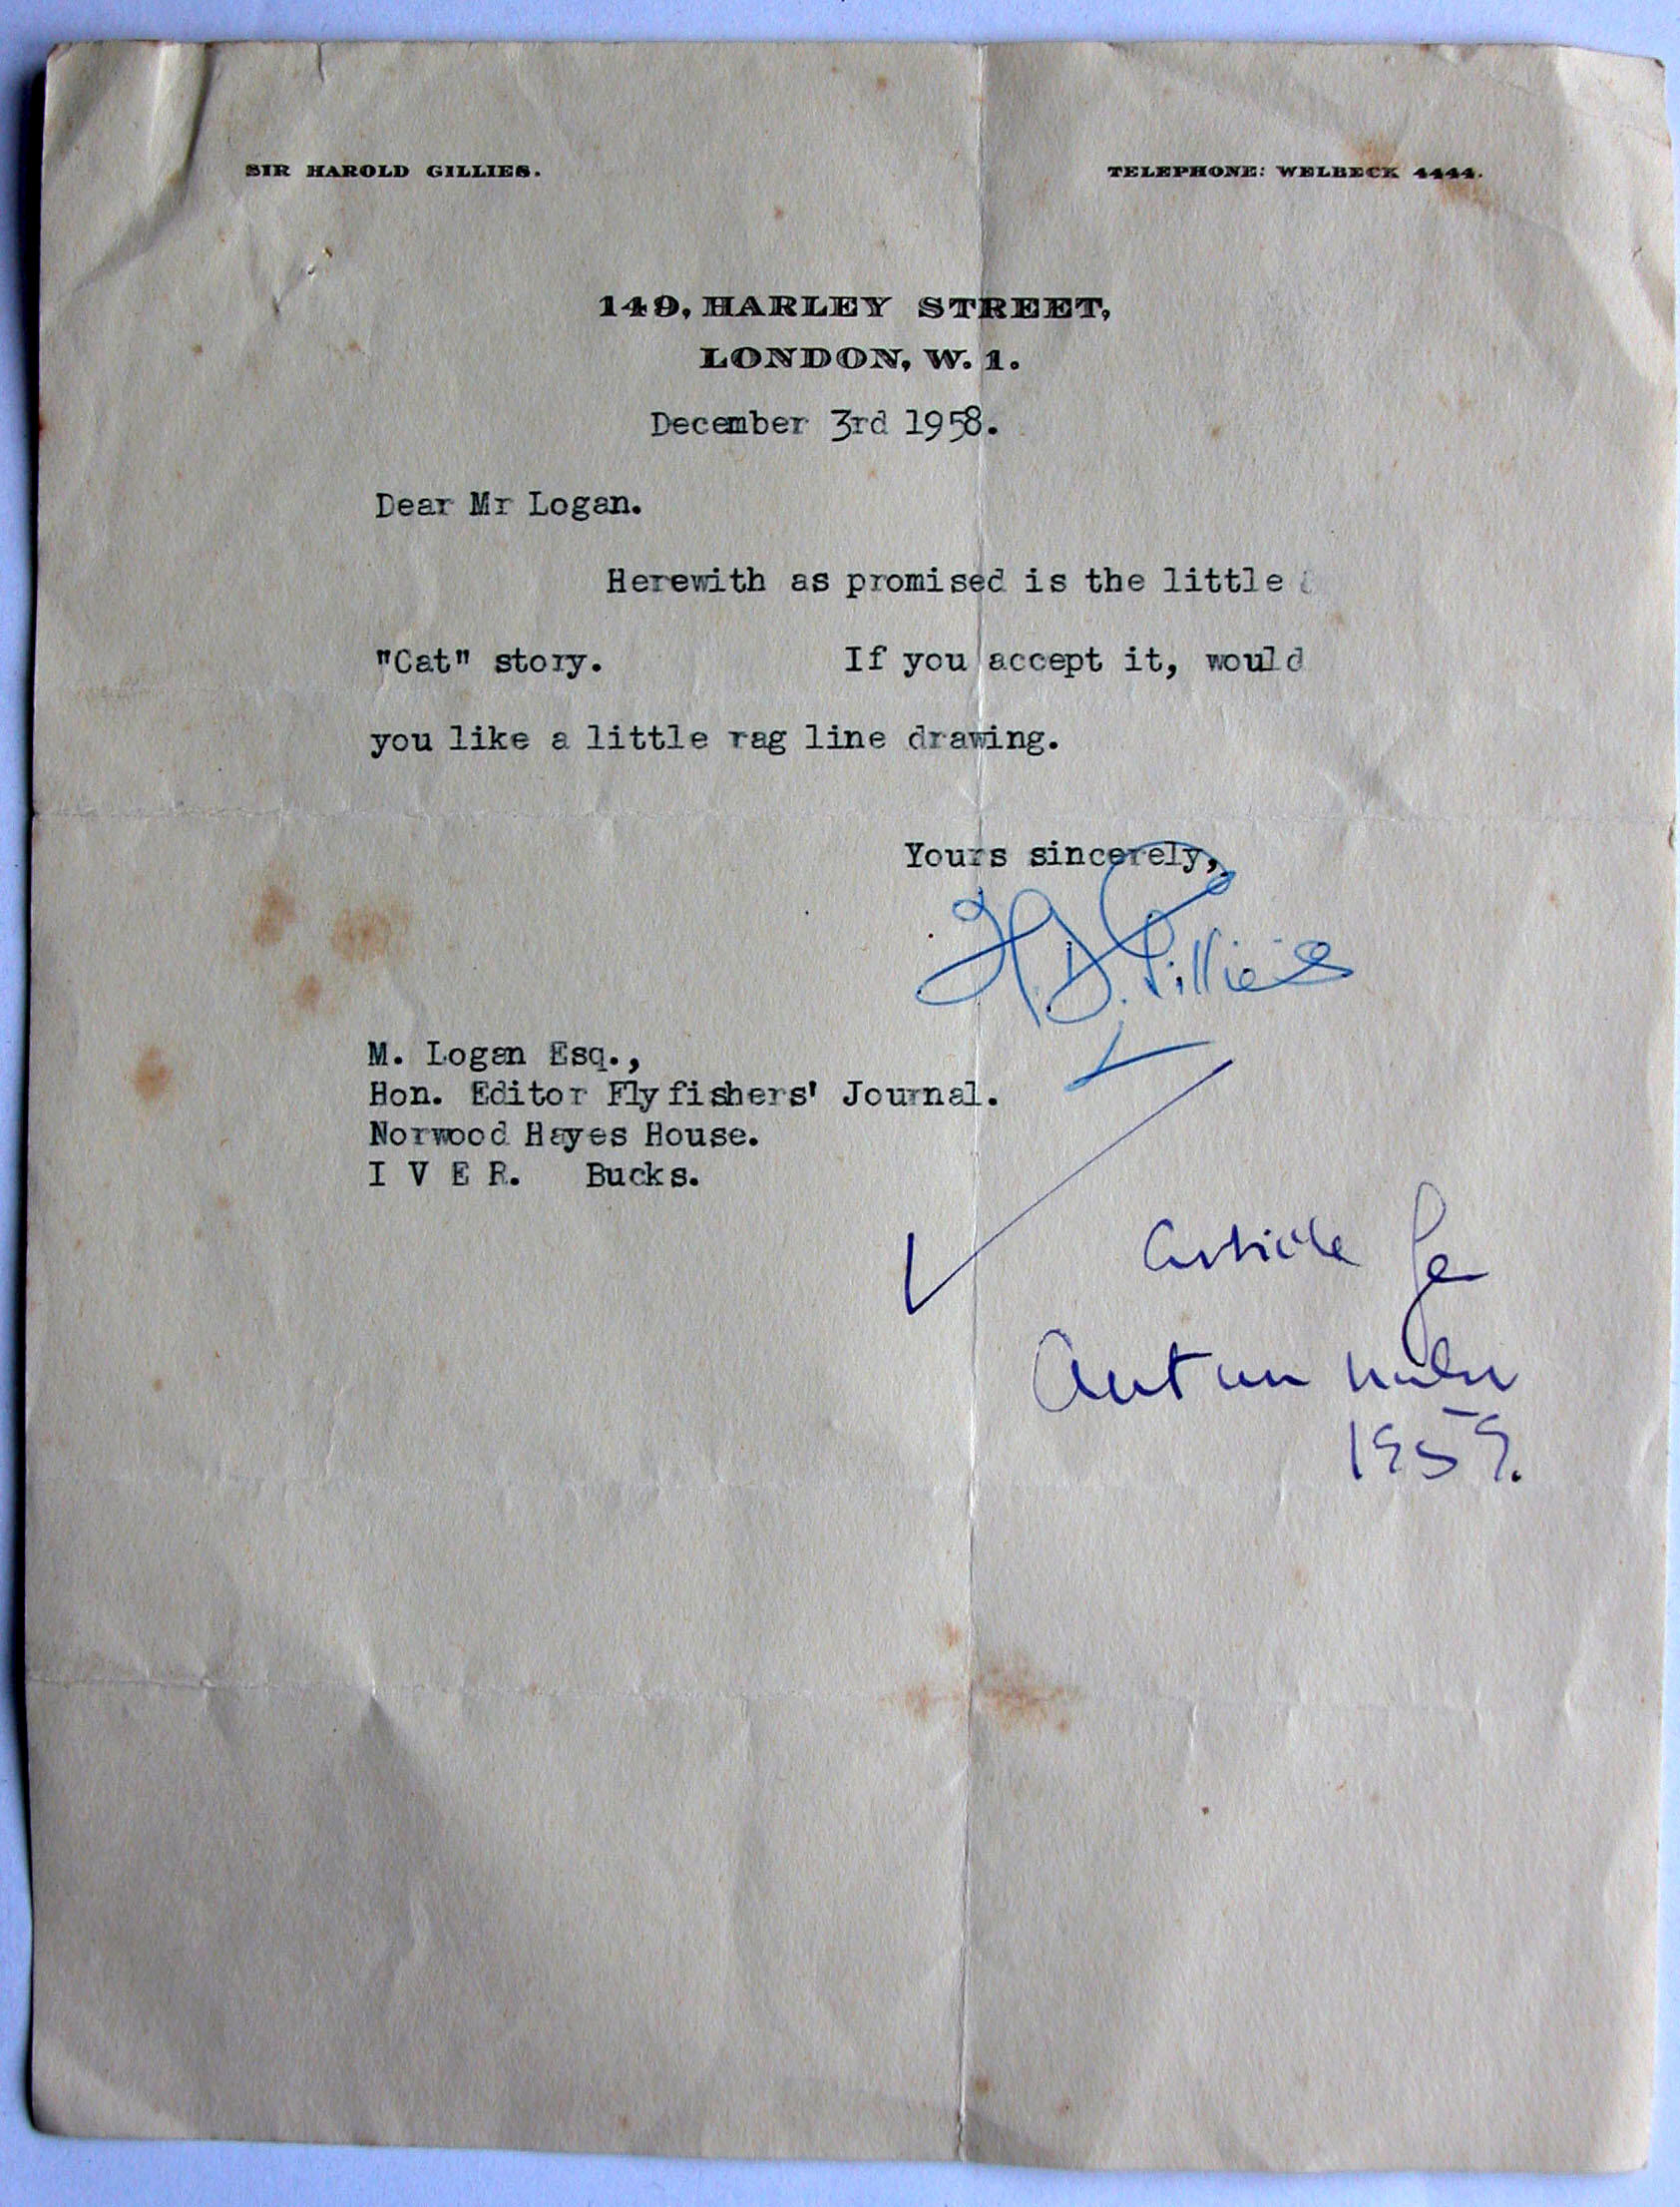 SIR HAROLD GILLIES.
TELEPHONE: WELBECK 4444.
149, HARLEY STREET,
LONDON, W. 1.
December 3rd 1958.
Dear Mr Logan.
Herewith as promised is the little
"Cat" story. If you accept it, would
you like a little rag line drawing.
Yours sincerely,
H.D. Gillies
M. Logan Esq.,
Hon. Editor Flyfishers' Journal.
Norwood Hayes House.
I V E R. Bucks.
Article for
Autumn number
1959.